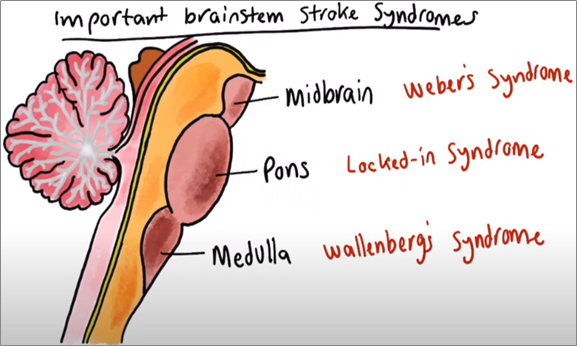 Important brainstem Stroke Syndromes
Midbrain Weber's Syndrome
Pons Locked-in Syndrome
Medulla Wallenberg's Syndrome